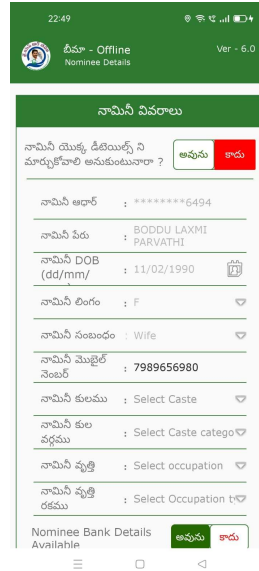 22:49
బీమా - Offline
Ver - 6.0
Nominee Details
నామినీ వివరాలు
నామినీ యొక్క డీటెయిల్స్ ని
మార్చుకోవాలి అనుకుంటునారా ?
అవును
కాదు
నామినీ ఆధార్ : ********6494
నామినీ పేరు : BODDU LAXMI
PARVATHI
నామినీ DOB
(dd/mm/
: 11/02/1990
నామినీ లింగం : F
నామినీ సంబంధం : Wife
నామినీ మొబైల్
నెంబర్
: 7989656980
నామినీ కులము : Select Caste
నామినీ కుల
వర్గము
: Select Caste catego
నామినీ వృత్తి : Select occupation
నామినీ వృత్తి
రకము
: Select Occupation ty
Nominee Bank Details
Available
అవును
కాదు